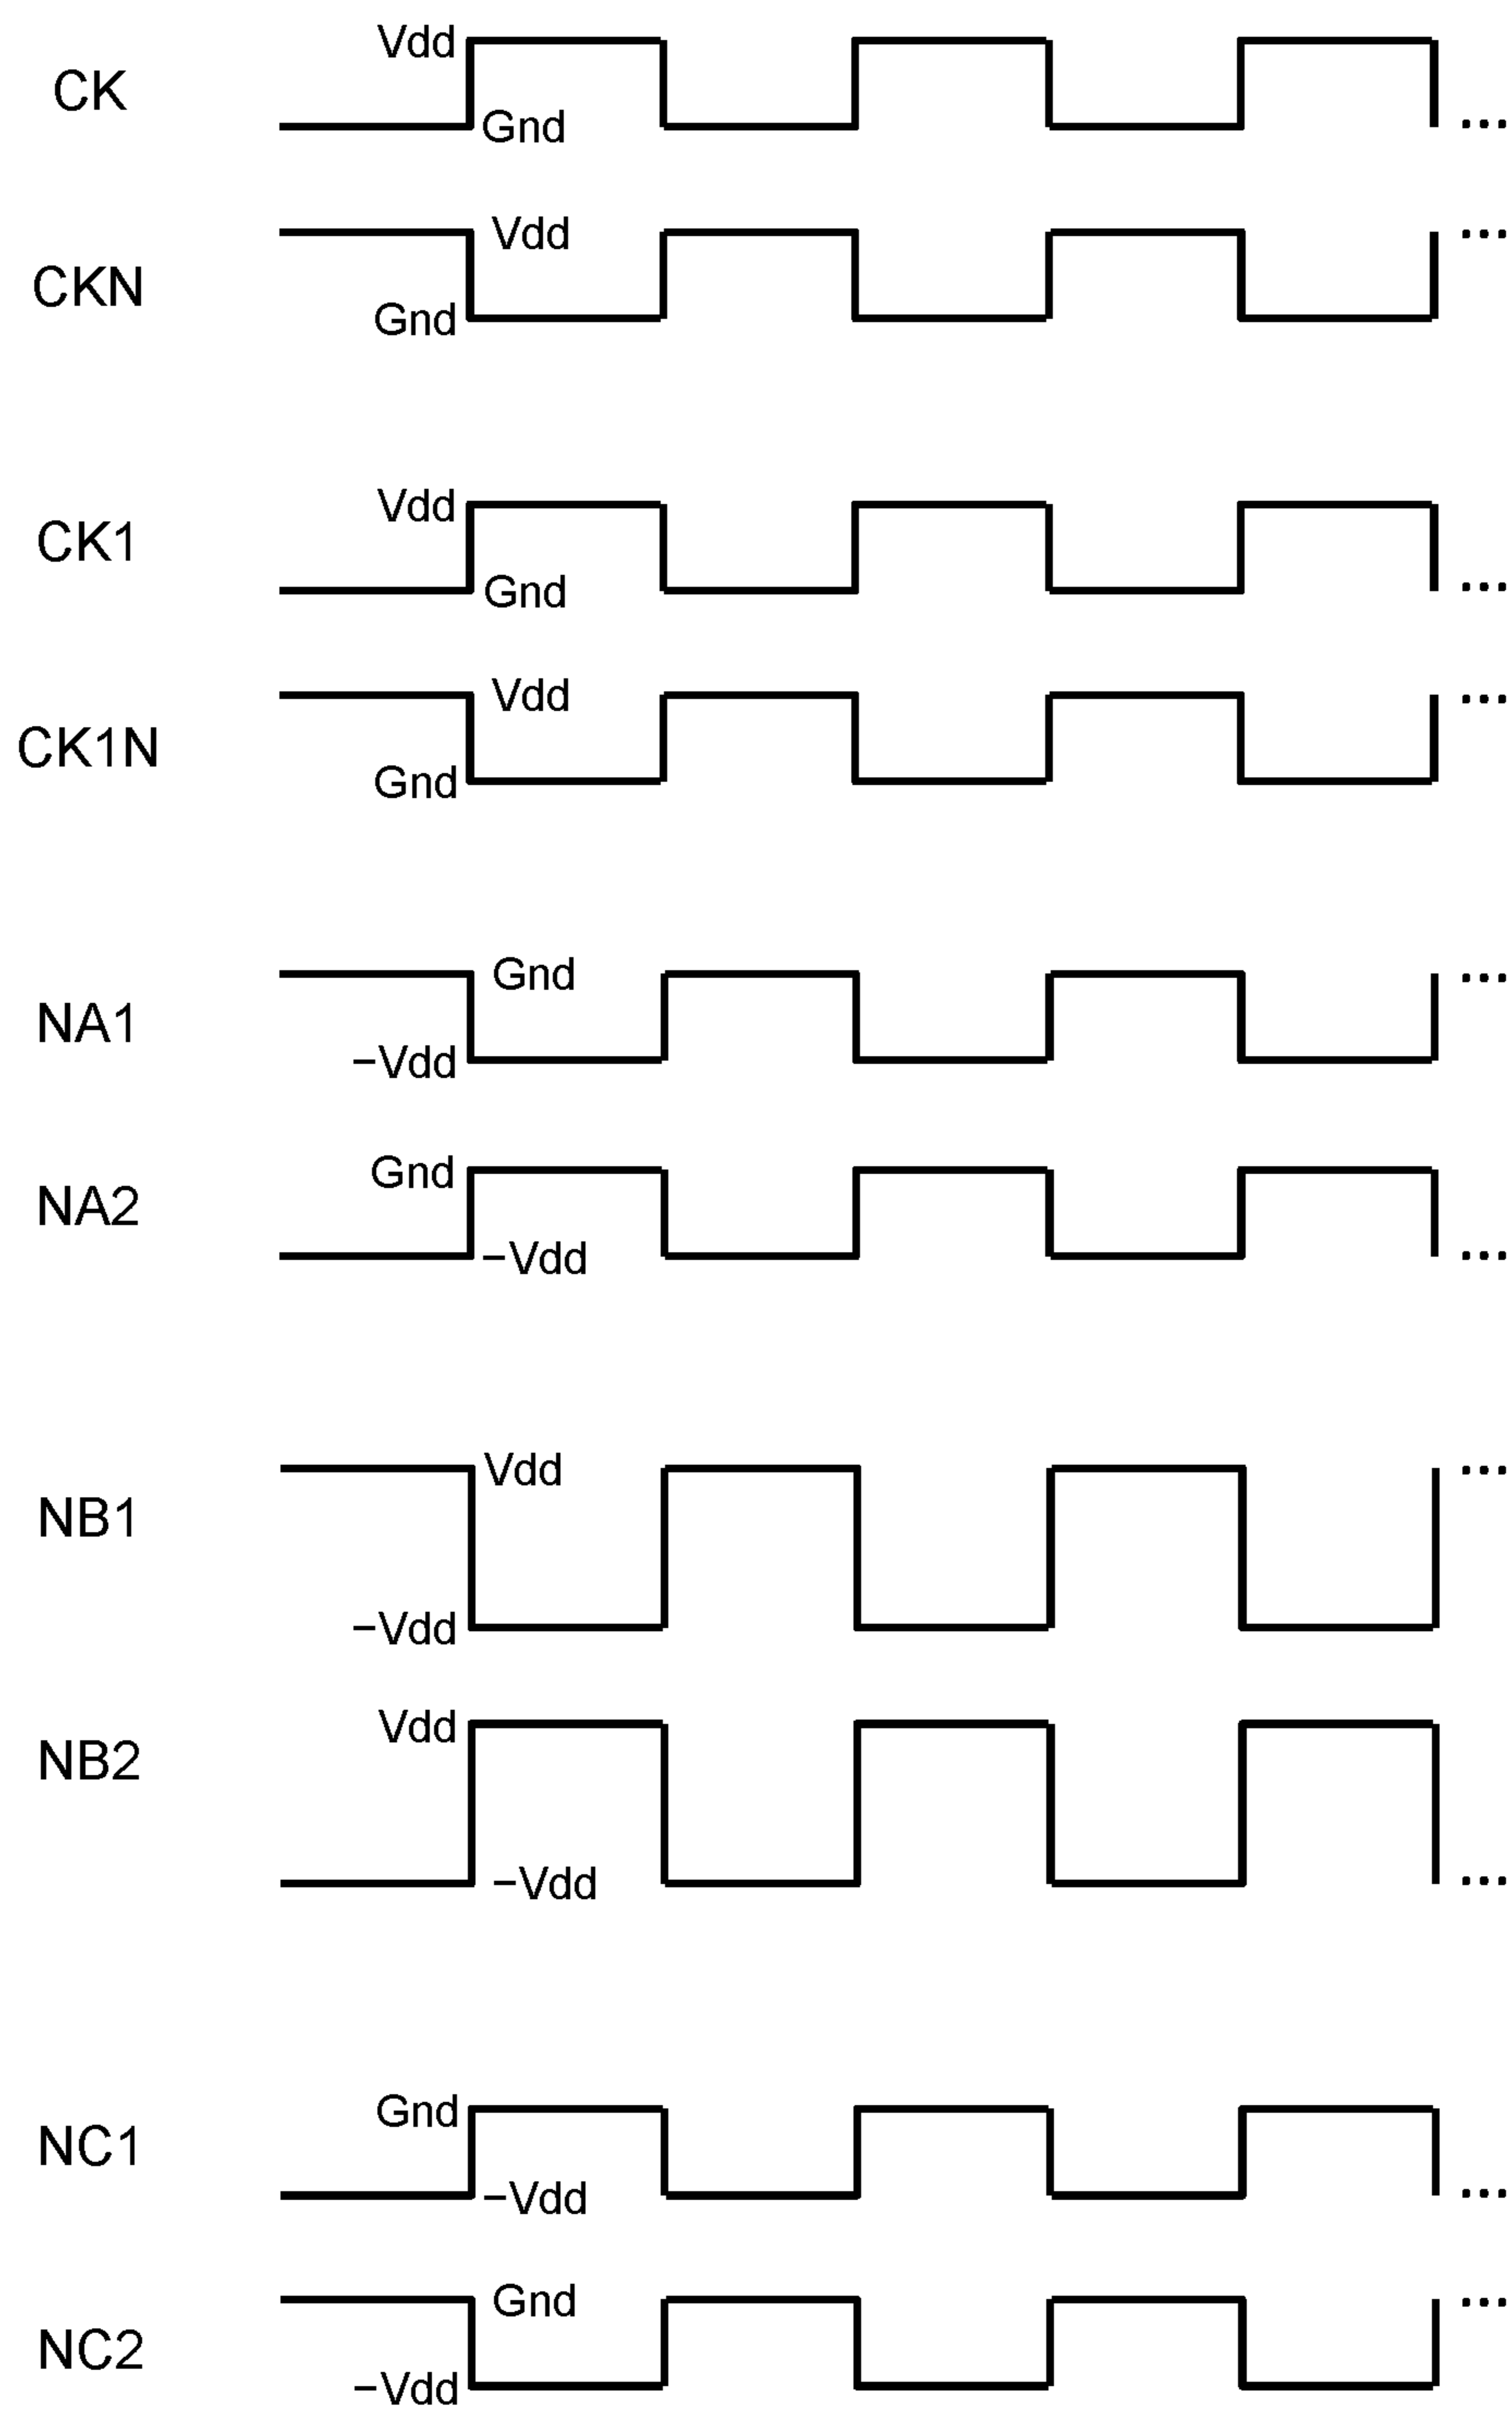 Vdd
CK
Gnd
...
Vdd
...
CKN
Gnd
Vdd
CK1
Gnd
...
Vdd
...
CK1N
Gnd
Gnd
...
NA1
−Vdd
Gnd
NA2
−Vdd
...
Vdd
...
NB1
−Vdd
Vdd
NB2
−Vdd
...
Gnd
NC1
−Vdd
...
Gnd
...
NC2
−Vdd